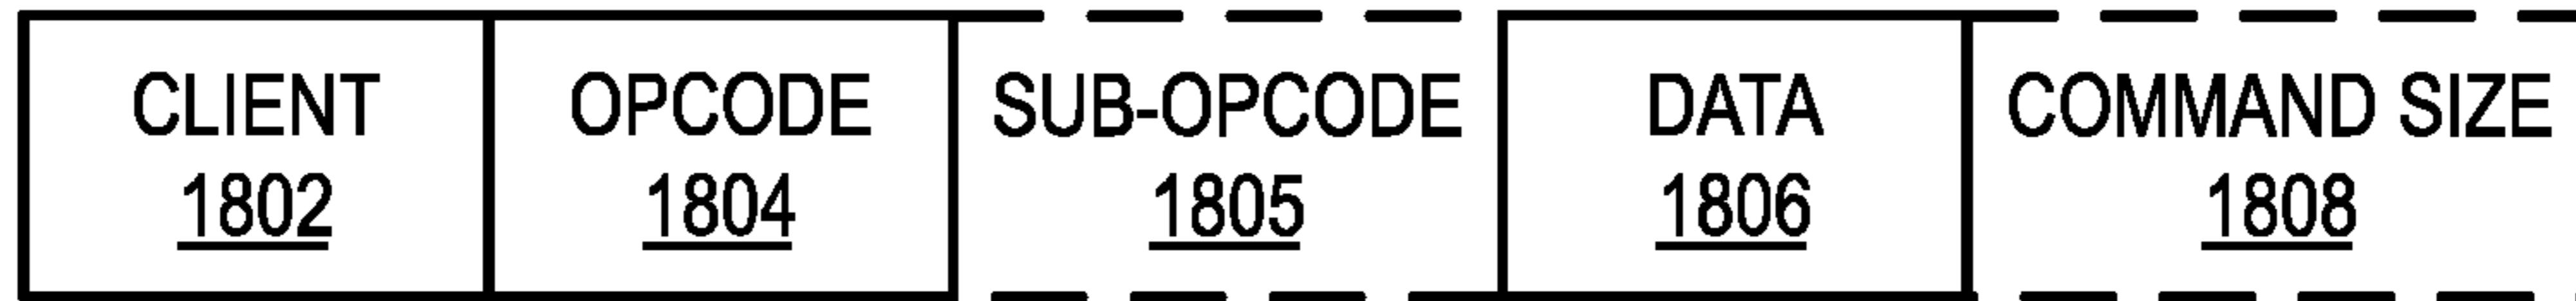 CLIENT OPCODE SUB-OPCODE DATA COMMAND SIZE
1802 1804 1805 1806 1808